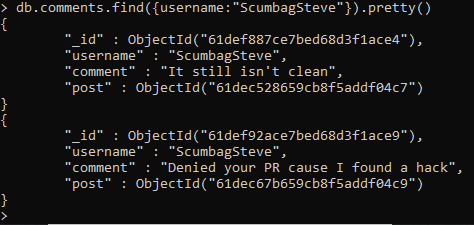 > db.comments.find({username:"ScumbagSteve"}).pretty()
{
        "_id" : ObjectId("61def887ce7bed68d3f1ace4"),
        "username" : "ScumbagSteve",
        "comment" : "It still isn't clean",
        "post" : ObjectId("61dec528659cb8f5addf04c7")
}
{
        "_id" : ObjectId("61def92ace7bed68d3f1ace9"),
        "username" : "ScumbagSteve",
        "comment" : "Denied your PR cause I found a hack",
        "post" : ObjectId("61dec67b659cb8f5addf04c9")
}
>